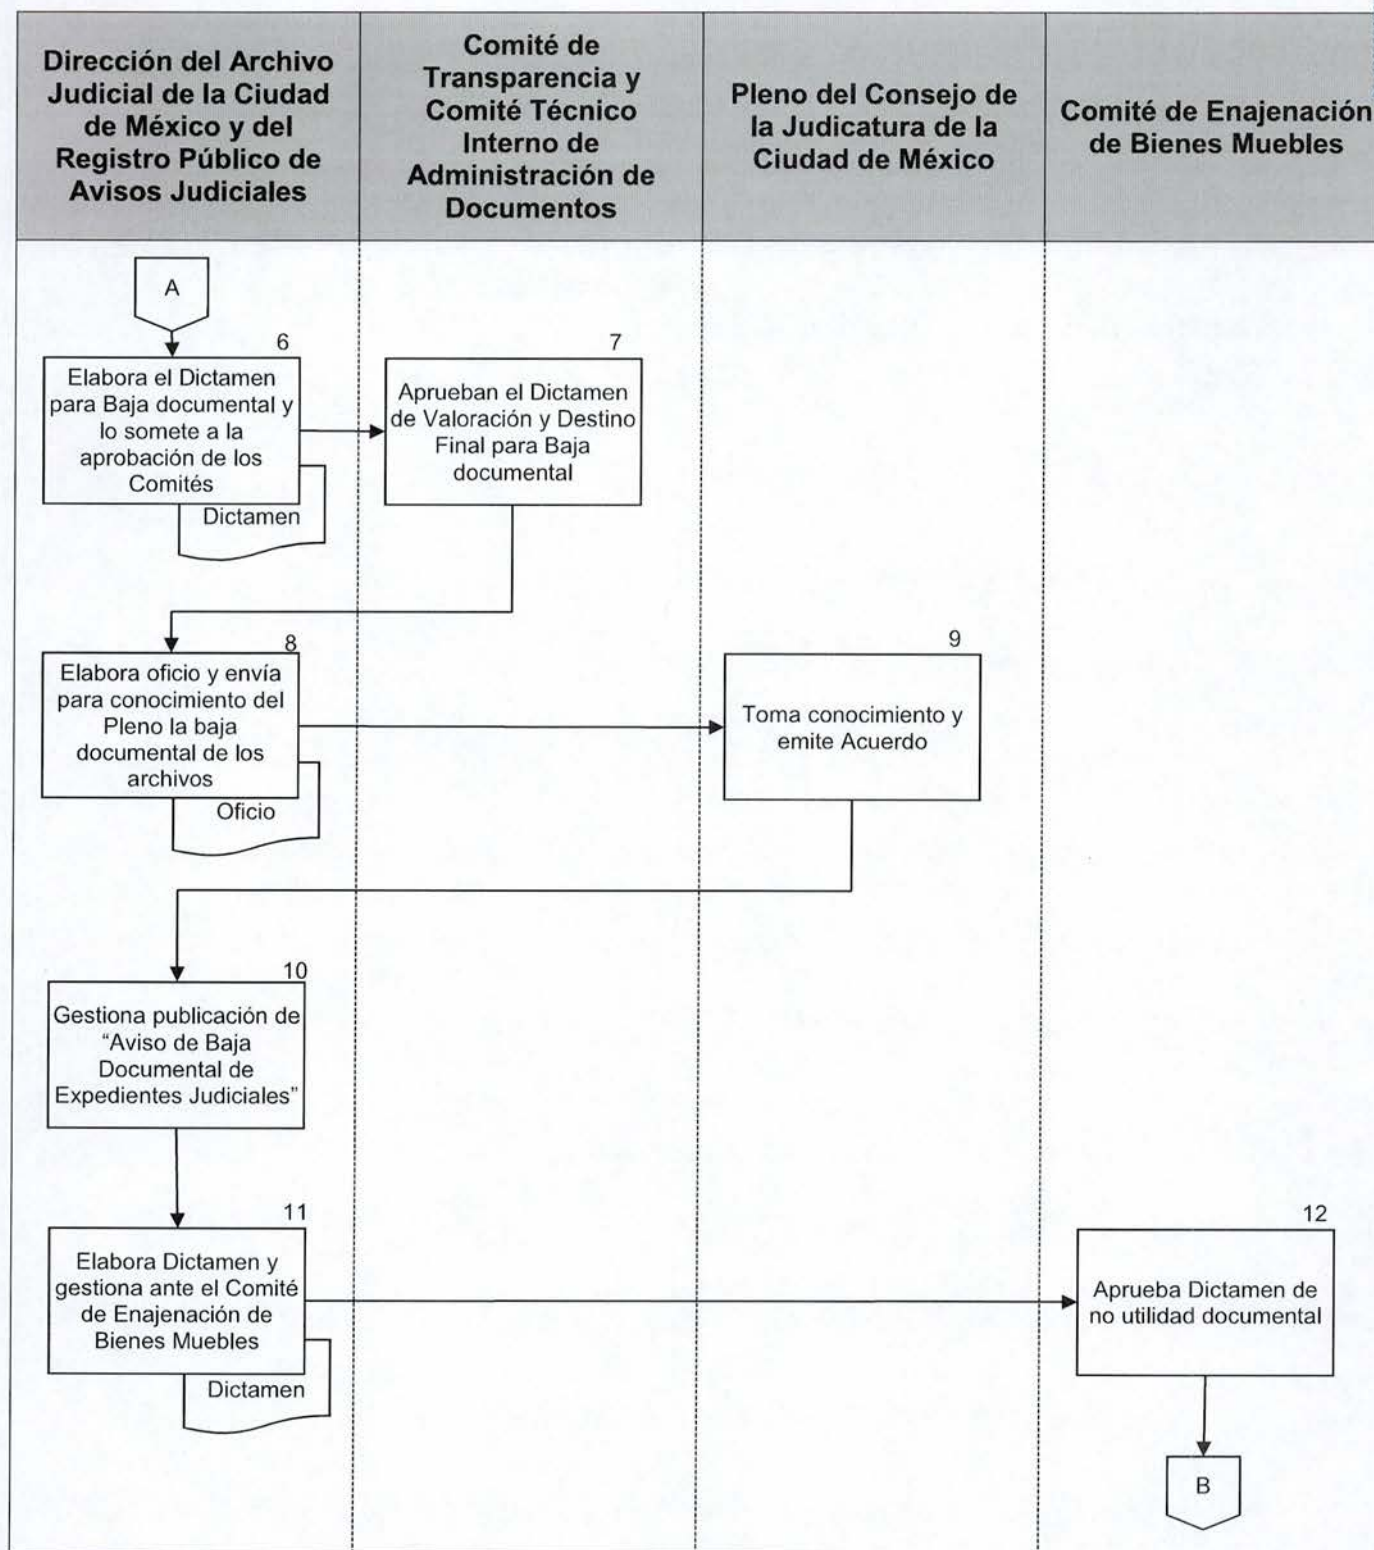 Dirección del Archivo
Judicial de la Ciudad
de México y del
Registro Público de
Avisos Judiciales
Comité de
Transparencia y
Comité Técnico
Interno de
Administración de
Documentos
Pleno del Consejo de
la Judicatura de la
Ciudad de México
Comité de Enajenación
de Bienes Muebles
A
6
Elabora el Dictamen
para Baja documental y
lo somete a la
aprobación de los
Comités
Dictamen
7
Aprueban el Dictamen
de Valoración y Destino
Final para Baja
documental
8
Elabora oficio y envía
para conocimiento del
Pleno la baja
documental de los
archivos
Oficio
9
Toma conocimiento y
emite Acuerdo
10
Gestiona publicación de
“Aviso de Baja
Documental de
Expedientes Judiciales”
11
Elabora Dictamen y
gestiona ante el Comité
de Enajenación de
Bienes Muebles
Dictamen
12
Aprueba Dictamen de
no utilidad documental
B